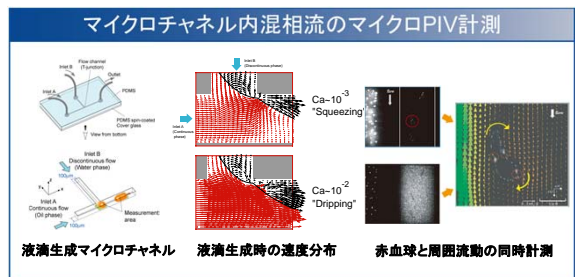 マイクロチャネル内混相流のマイクロPIV計測
Flow channel
(T-junction)
Inlet B
Outlet
Inlet A
PDMS
PDMS spin-coated
Cover glass
View from bottom
Inlet B
Discontinuous flow
(Water phase)
100μm
Inlet A
Continuous flow
(Oil phase)
100μm
Measurement
area
液滴生成マイクロチャネル
Inlet B
(Discontinuous phase)
Inlet A
(Continuous
phase)
Ca~10-3
"Squeezing"
Ca~10-2
"Dripping"
液滴生成時の速度分布
Flow
Flow
赤血球と周囲流動の同時計測